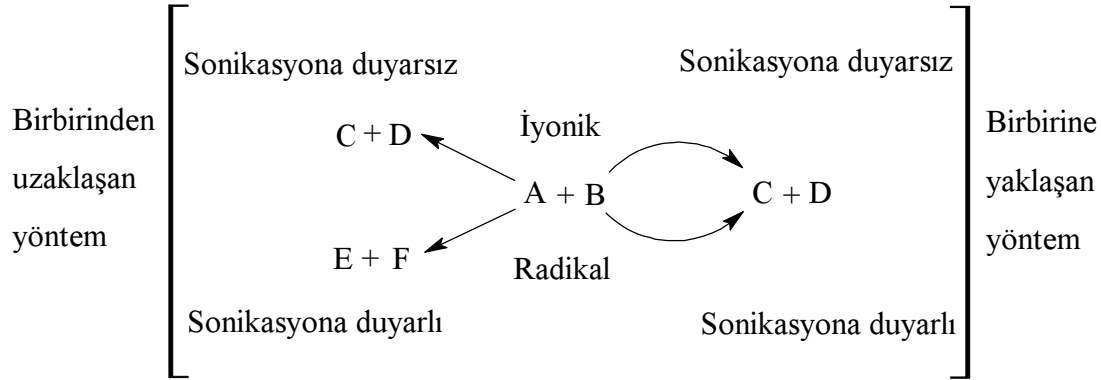 Sonikasyona duyarsız
Sonikasyona duyarsız
Birbirinden
uzaklaşan
yöntem
C + D
İyonik
A + B
C + D
E + F
Radikal
Birbirine
yaklaşan
yöntem
Sonikasyona duyarlı
Sonikasyona duyarlı